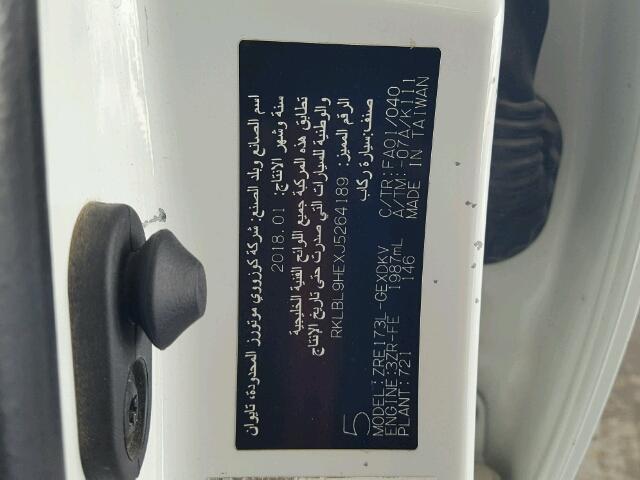 اسم الصانع وبلد الصنع: شركة كوزرووي موتورز المحدودة، تايوان
سنة وشهر الإنتاج: 2018.01
تطابق هذه المركبة جميع اللوائح الفنية الخليجية
والوطنية للسيارات التي صدرت حتى تاريخ الإنتاج
الرقم المميز: RKLBL9HEXJ5264189
صنف: سيارة ركاب
5
MODEL:ZRE173L-GEXDKV C/TR:FA01/040
ENGINE:3ZR-FE 1987mL A/TM:-07A/K111
PLANT:721 146 MADE IN TAIWAN